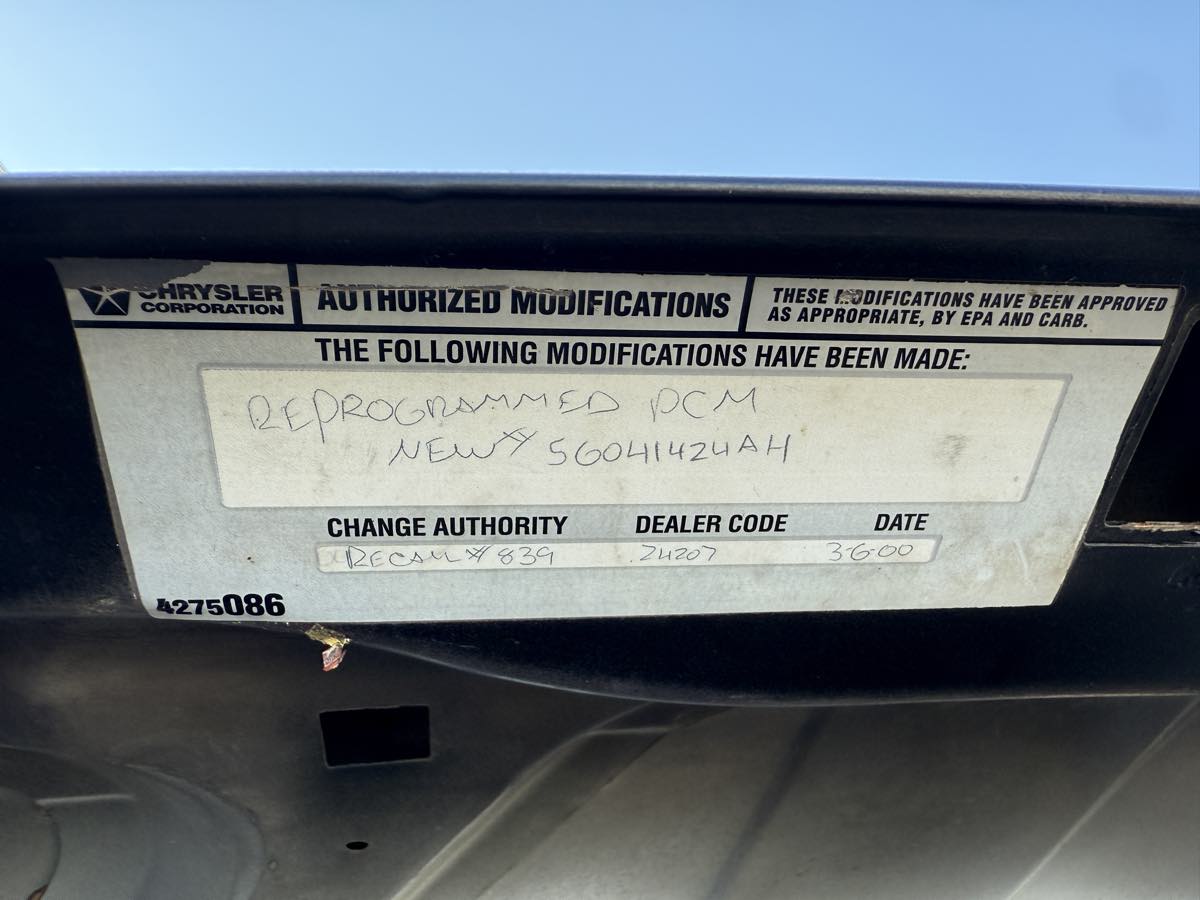 CHRYSLER
CORPORATION
AUTHORIZED MODIFICATIONS
THESE MODIFICATIONS HAVE BEEN APPROVED
AS APPROPRIATE, BY EPA AND CARB.
THE FOLLOWING MODIFICATIONS HAVE BEEN MADE:
REPROGRAMMED PCM
NEW# 56041424AH
CHANGE AUTHORITY DEALER CODE DATE
RECALL# 839 24207 3-6-00
4275086